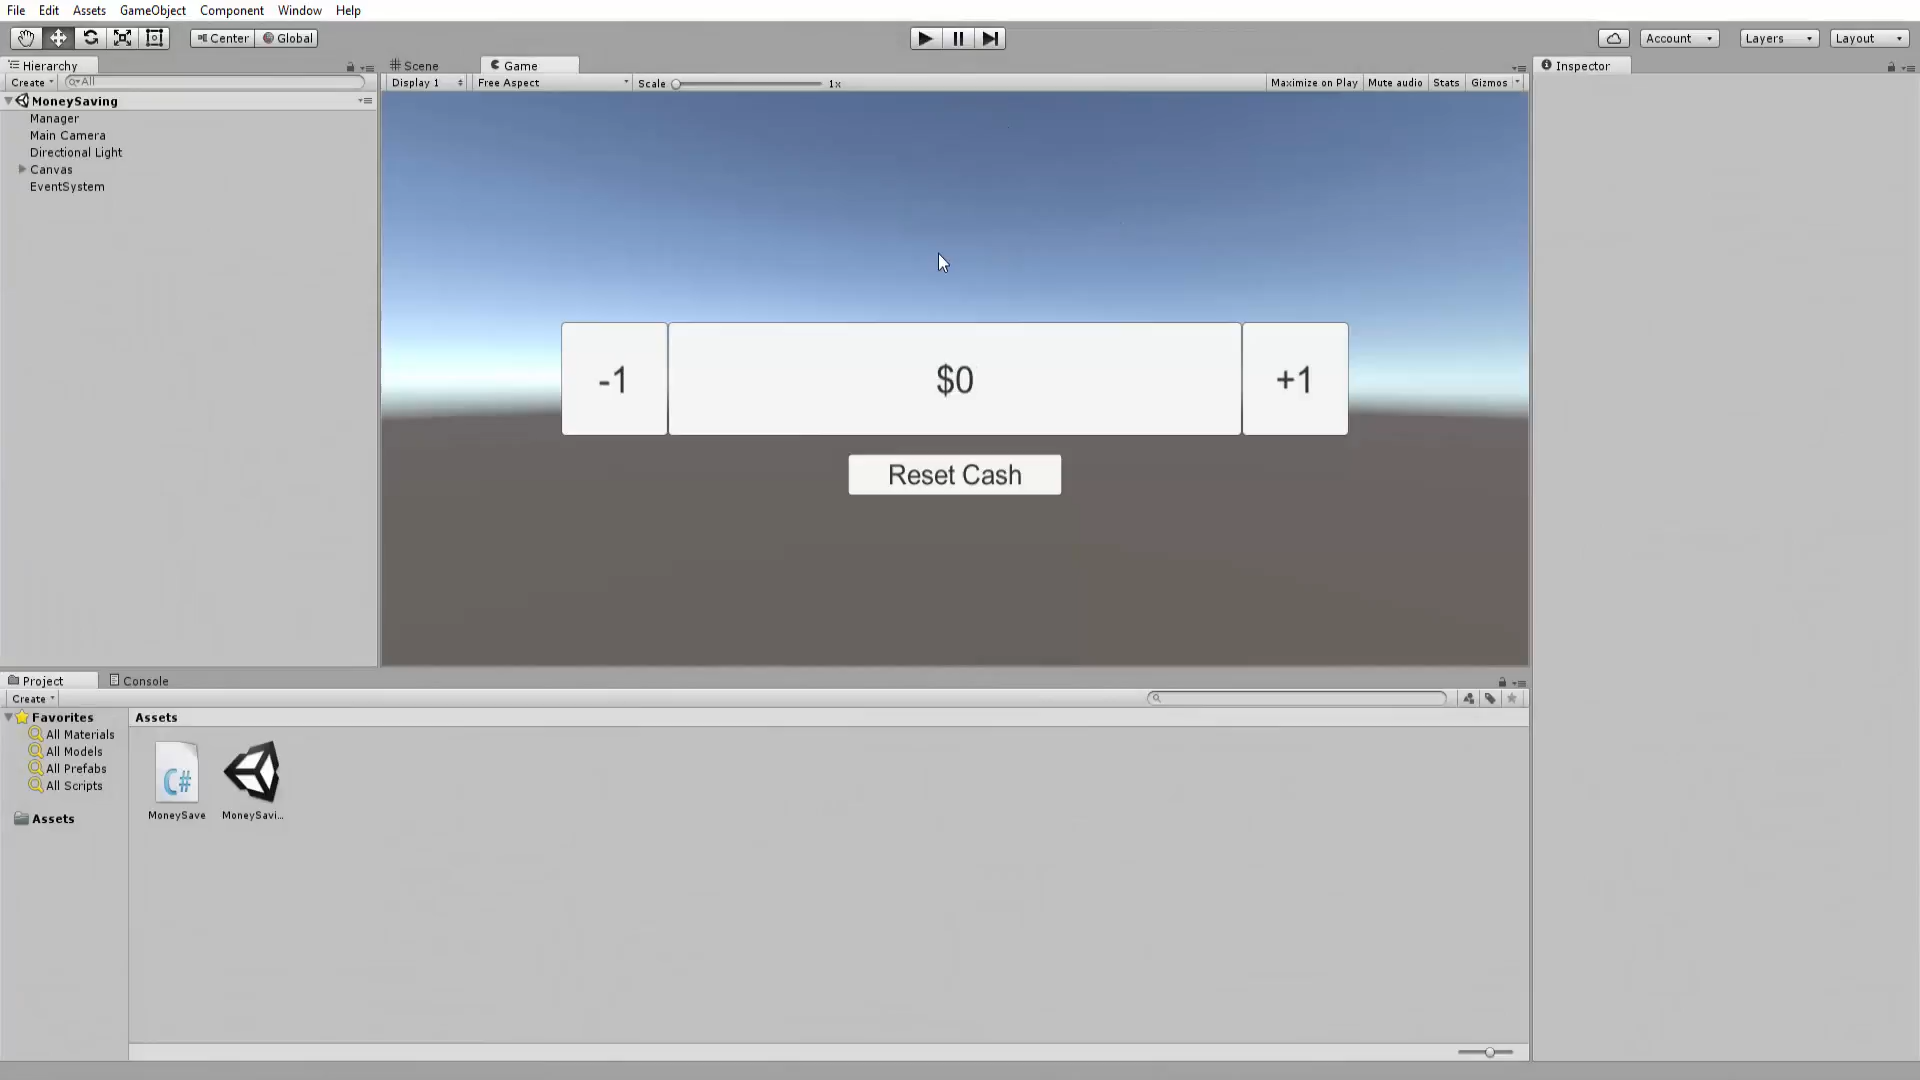 File Edit Assets GameObject Component Window Help
Center Global Account Layers Layout
Hierarchy
Create All
MoneySaving
Manager
Main Camera
Directional Light
Canvas
EventSystem
Scene Game
Display 1 Free Aspect Scale 1x Maximize on Play Mute audio Stats Gizmos
-1 $0 +1
Reset Cash
Inspector
Project Console
Create
Favorites
All Materials
All Models
All Prefabs
All Scripts
Assets
Assets
C#
MoneySave MoneySavi...